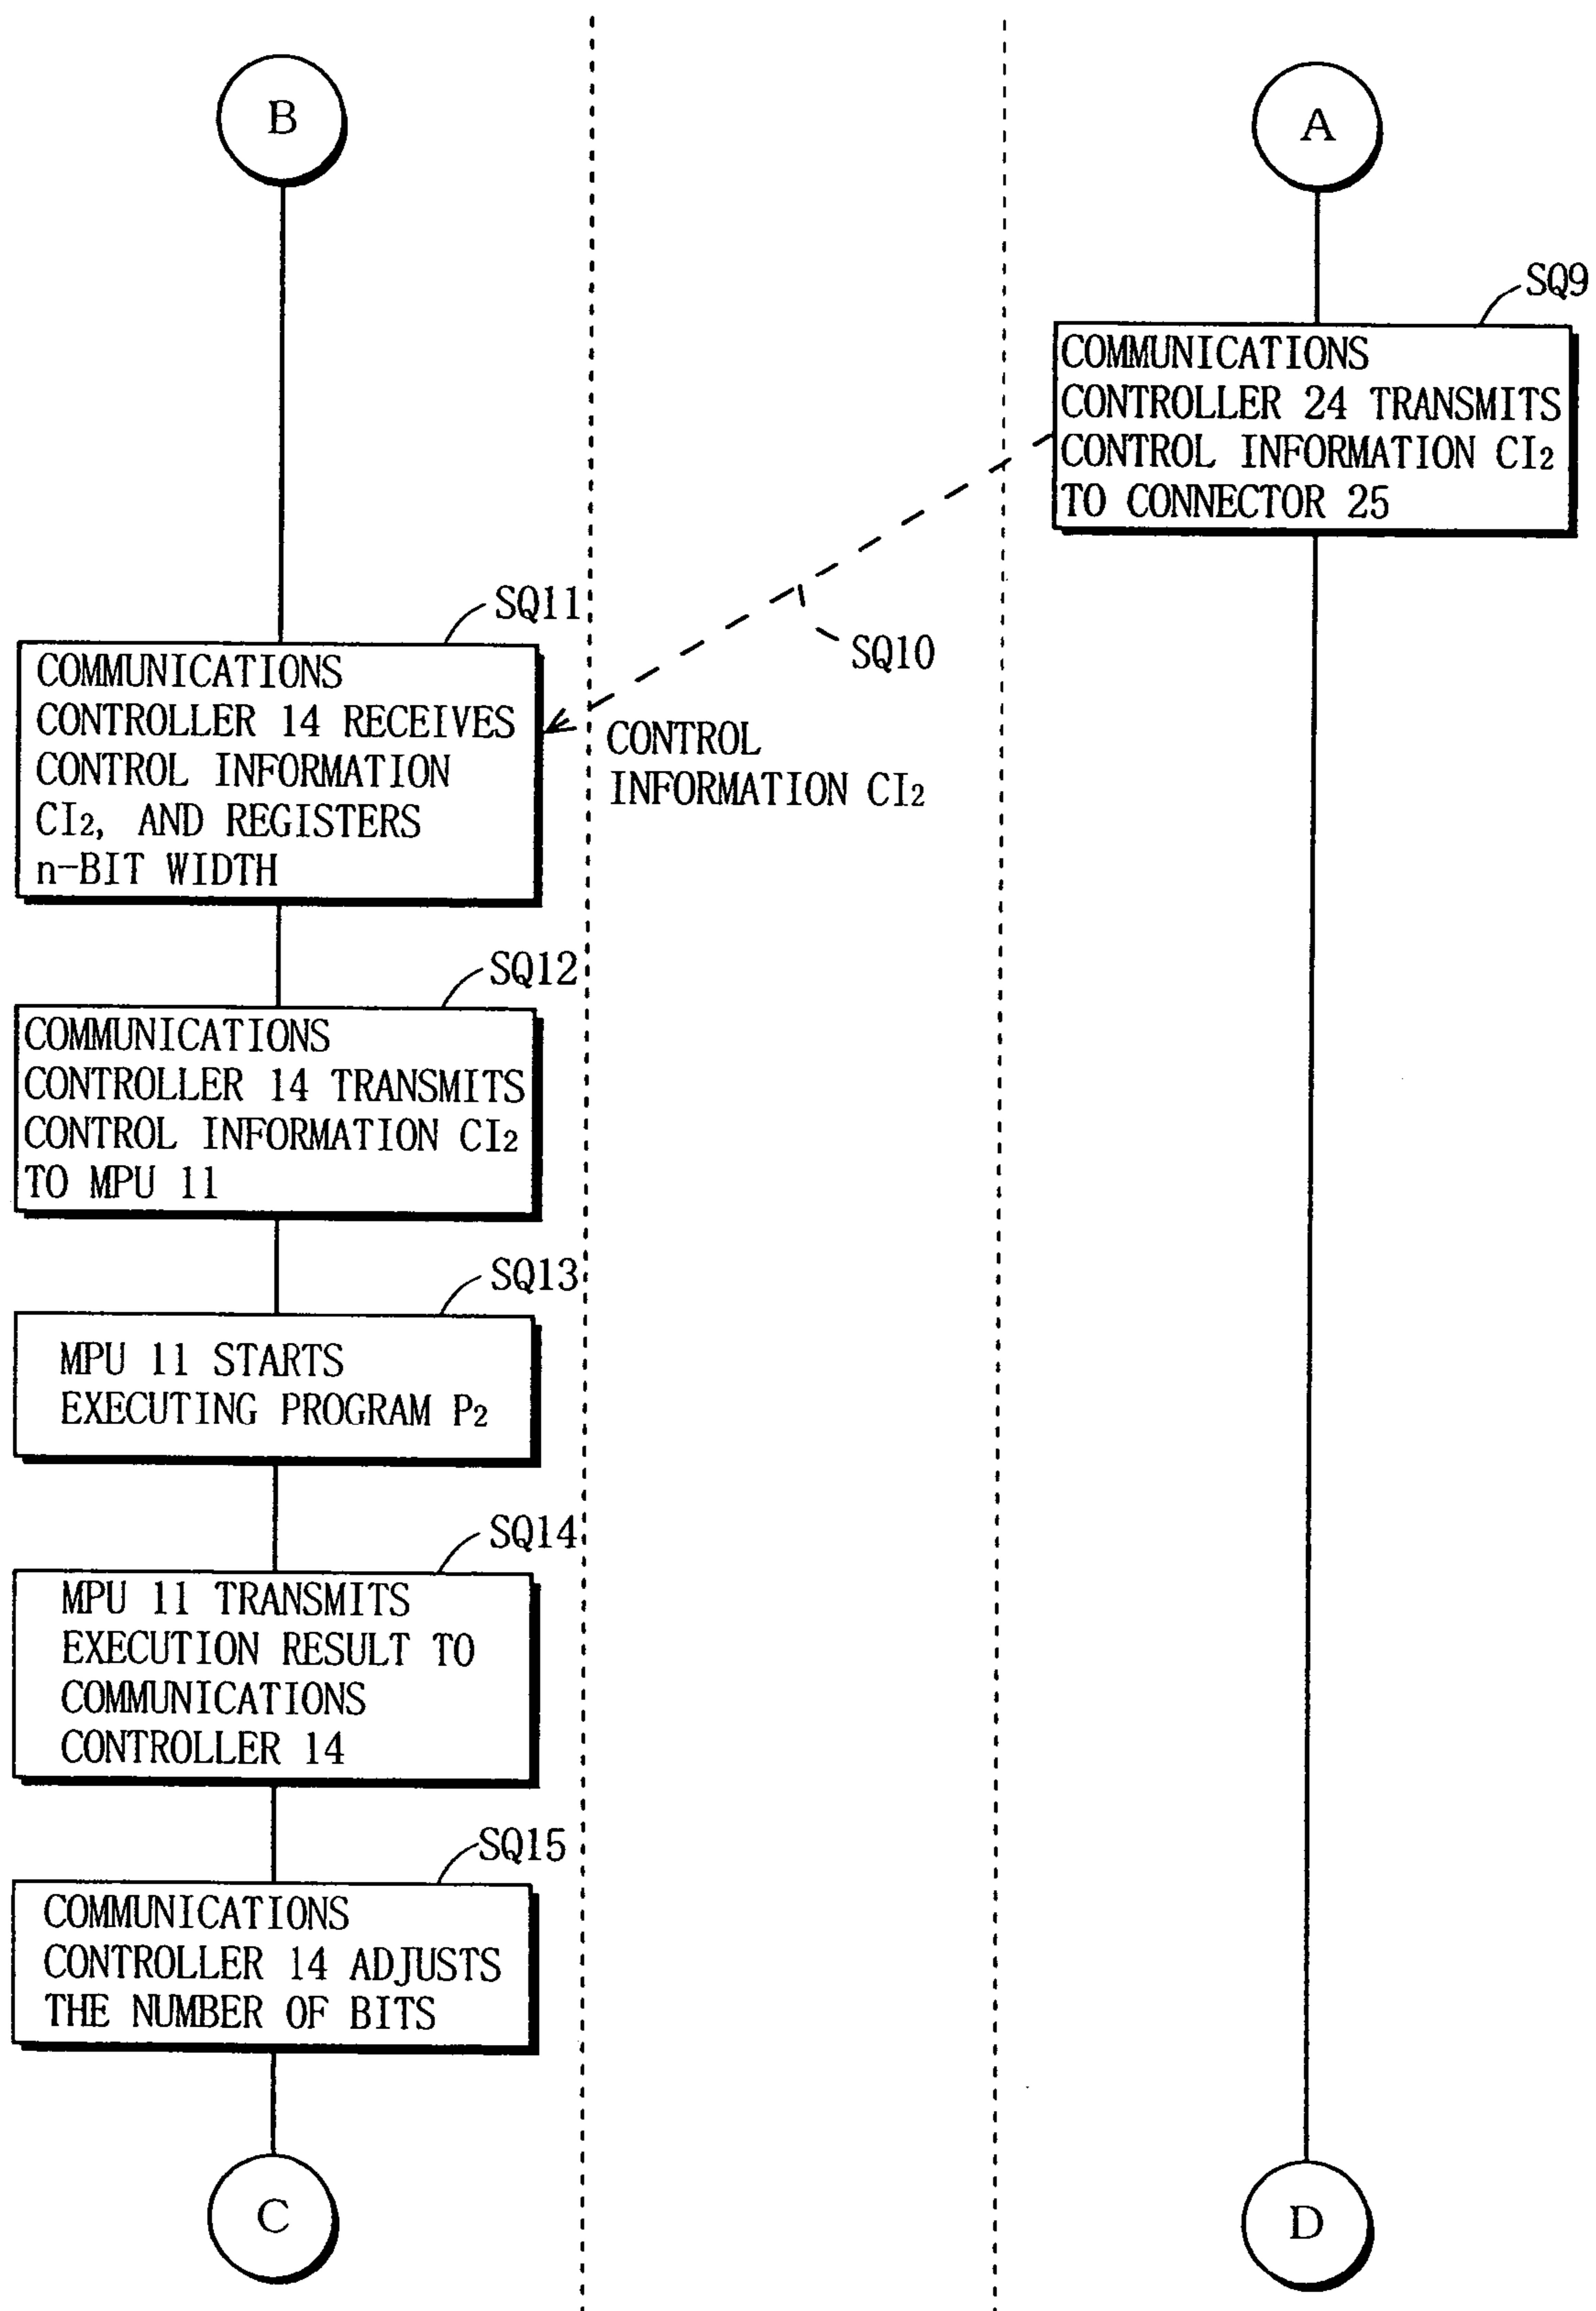 B
A
SQ9
COMMUNICATIONS
CONTROLLER 24 TRANSMITS
CONTROL INFORMATION CI₂
TO CONNECTOR 25
SQ10
CONTROL
INFORMATION CI₂
SQ11
COMMUNICATIONS
CONTROLLER 14 RECEIVES
CONTROL INFORMATION
CI₂, AND REGISTERS
n-BIT WIDTH
SQ12
COMMUNICATIONS
CONTROLLER 14 TRANSMITS
CONTROL INFORMATION CI₂
TO MPU 11
SQ13
MPU 11 STARTS
EXECUTING PROGRAM P₂
SQ14
MPU 11 TRANSMITS
EXECUTION RESULT TO
COMMUNICATIONS
CONTROLLER 14
SQ15
COMMUNICATIONS
CONTROLLER 14 ADJUSTS
THE NUMBER OF BITS
C
D